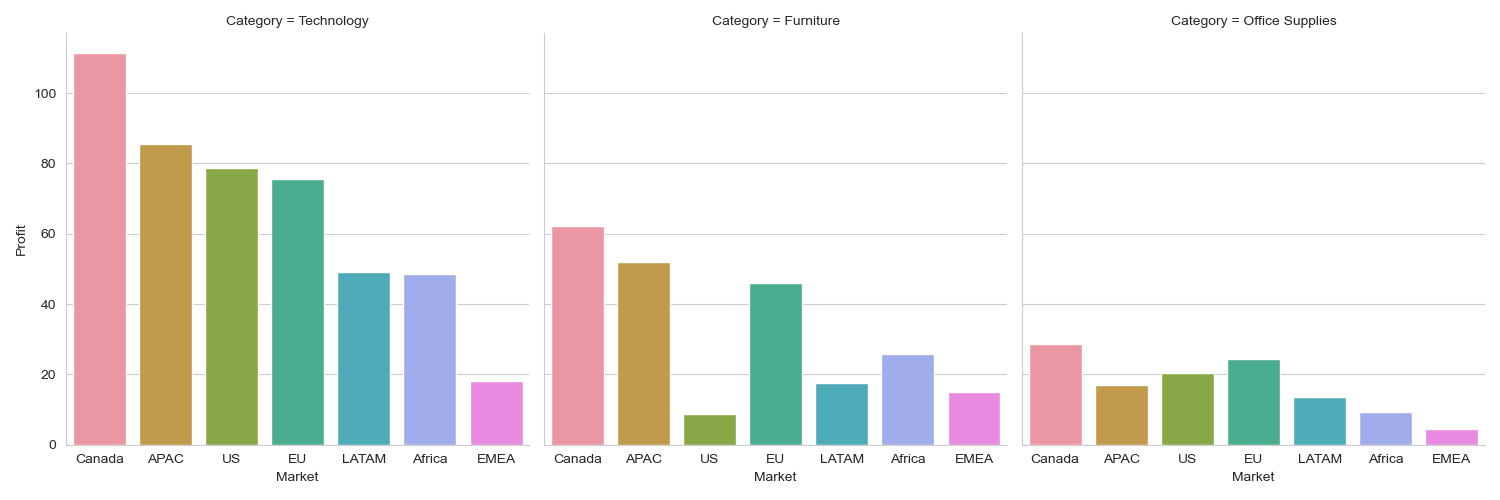 Category = Technology
Category = Furniture
Category = Office Supplies
Profit
100
80
60
40
20
0
Canada APAC US EU LATAM Africa EMEA
Market
Canada APAC US EU LATAM Africa EMEA
Market
Canada APAC US EU LATAM Africa EMEA
Market